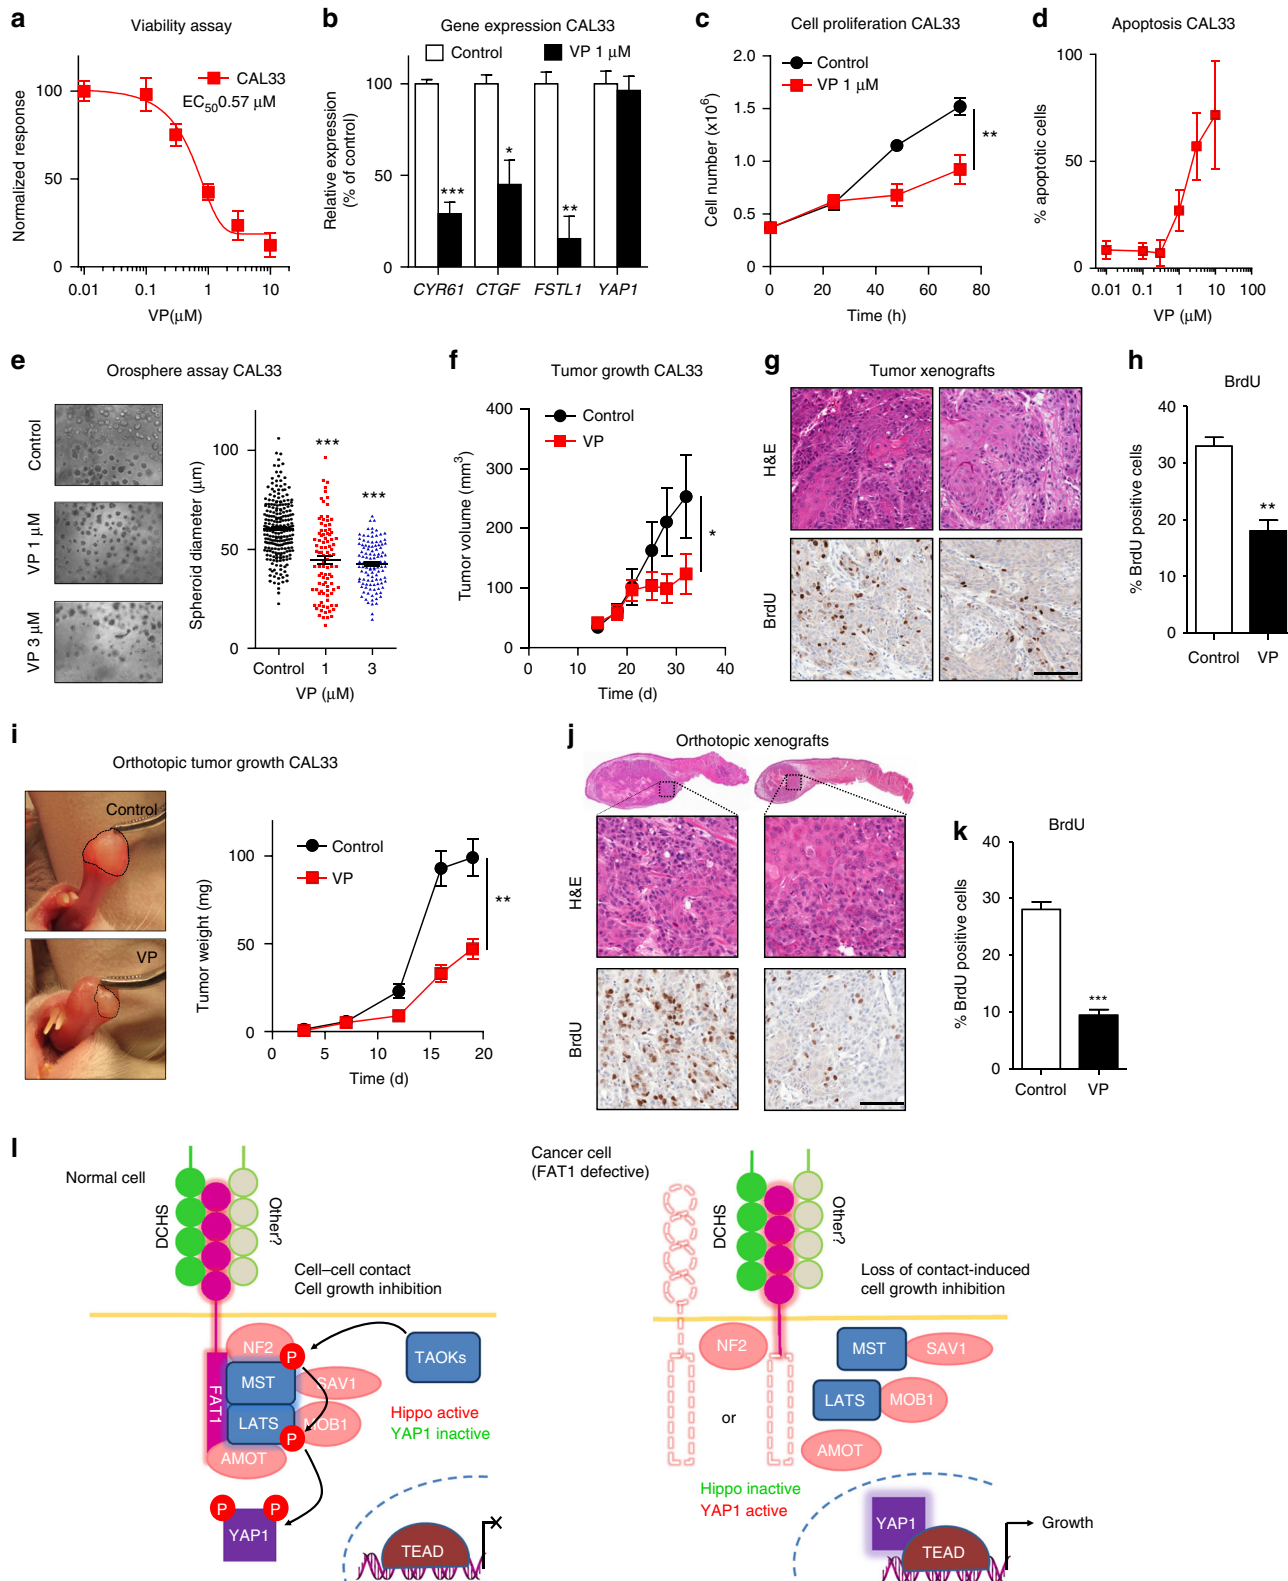 a
Viability assay
Normalized response
100
50
0
CAL33
EC50 0.57 μM
0.01
0.1
1
10
VP(μM)
b
Gene expression CAL33
Control
VP 1 μM
Relative expression
(% of control)
100
50
0
***
*
**
CYR61
CTGF
FSTL1
YAP1
c
Cell proliferation CAL33
Control
VP 1 μM
Cell number (x10⁶)
2.0
1.5
1.0
0.5
0
**
0
20
40
60
80
Time (h)
d
Apoptosis CAL33
% apoptotic cells
100
50
0
0.01
0.1
1
10
100
VP (μM)
e
Orosphere assay CAL33
Control
VP 1 μM
VP 3 μM
Spheroid diameter (μm)
100
50
0
***
***
Control
1
3
VP (μM)
f
Tumor growth CAL33
Control
VP
Tumor volume (mm³)
400
300
200
100
0
*
0
10
20
30
40
Time (d)
g
Tumor xenografts
H&E
BrdU
h
BrdU
% BrdU positive cells
40
30
20
10
0
**
Control
VP
i
Orthotopic tumor growth CAL33
Control
VP
Control
VP
Tumor weight (mg)
100
50
0
**
0
5
10
15
20
Time (d)
j
Orthotopic xenografts
H&E
BrdU
k
BrdU
% BrdU positive cells
40
30
20
10
0
***
Control
VP
l
Normal cell
DCHS
Other?
Cell–cell contact
Cell growth inhibition
NF2
P
TAOKs
FAT1
MST
SAV1
LATS
MOB1
P
AMOT
Hippo active
YAP1 inactive
P
P
YAP1
TEAD
Cancer cell
(FAT1 defective)
DCHS
Other?
Loss of contact-induced
cell growth inhibition
NF2
MST
SAV1
LATS
MOB1
or
AMOT
Hippo inactive
YAP1 active
YAP1
TEAD
Growth